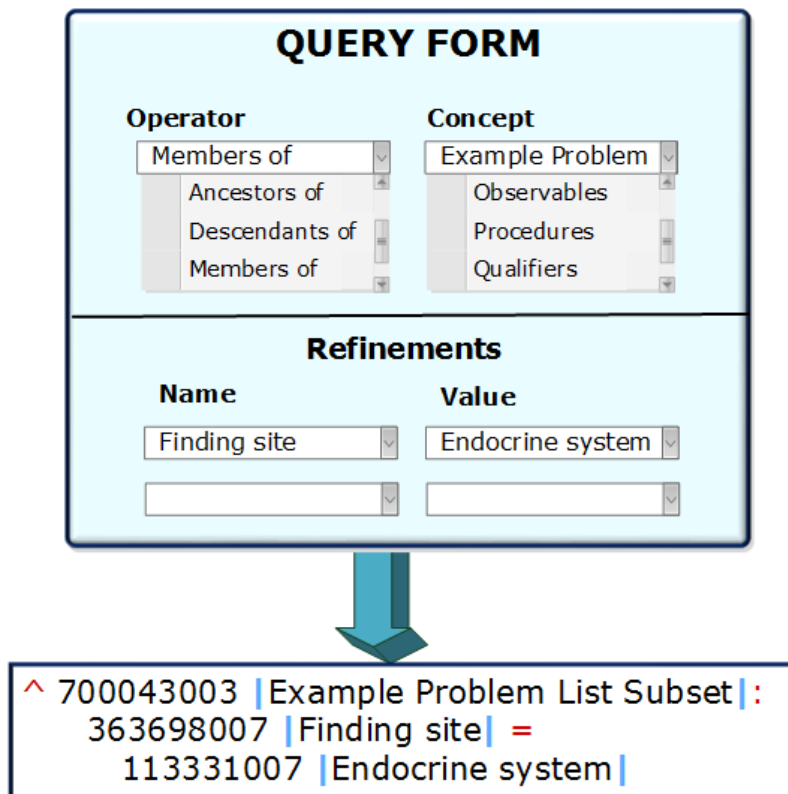 QUERY FORM
Operator Concept
Members of Example Problem
Ancestors of Observables
Descendants of Procedures
Members of Qualifiers
Refinements
Name Value
Finding site Endocrine system
^ 700043003 |Example Problem List Subset|:
363698007 |Finding site| =
113331007 |Endocrine system|